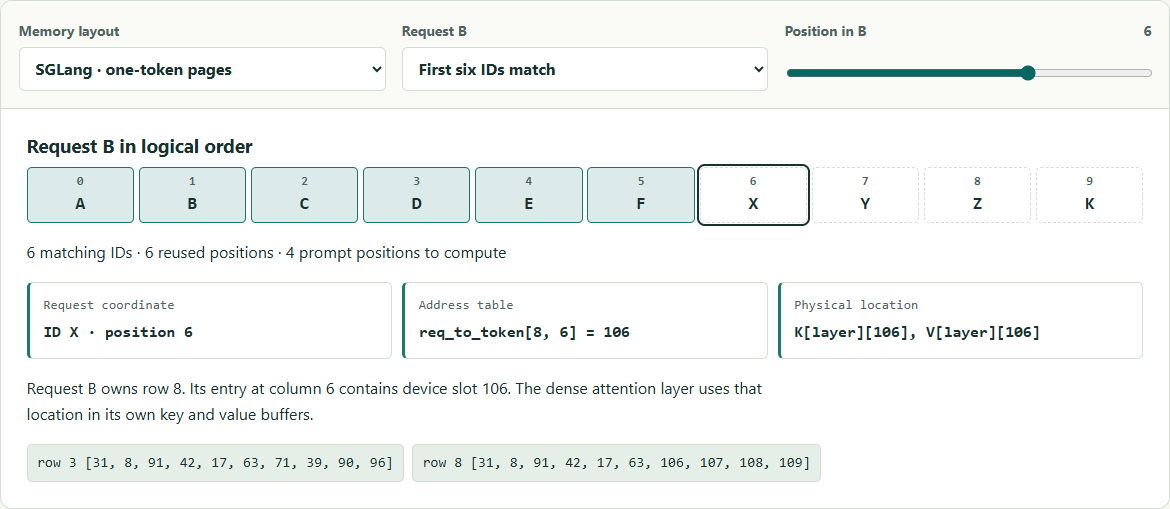 Memory layout
Request B
Position in B
6
SGLang · one-token pages
First six IDs match
Request B in logical order
0 1 2 3 4 5 6 7 8 9
A B C D E F X Y Z K
6 matching IDs · 6 reused positions · 4 prompt positions to compute
Request coordinate
ID X · position 6
Address table
req_to_token[8, 6] = 106
Physical location
K[layer][106], V[layer][106]
Request B owns row 8. Its entry at column 6 contains device slot 106. The dense attention layer uses that
location in its own key and value buffers.
row 3 [31, 8, 91, 42, 17, 63, 71, 39, 90, 96]
row 8 [31, 8, 91, 42, 17, 63, 106, 107, 108, 109]